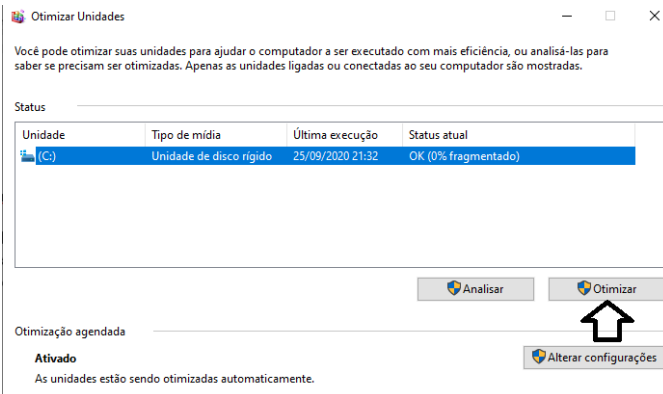 Otimizar Unidades
Você pode otimizar suas unidades para ajudar o computador a ser executado com mais eficiência, ou analisá-las para
saber se precisam ser otimizadas. Apenas as unidades ligadas ou conectadas ao seu computador são mostradas.
Status
Unidade Tipo de mídia Última execução Status atual
(C:) Unidade de disco rígido 25/09/2020 21:32 OK (0% fragmentado)
Analisar Otimizar
Otimização agendada
Ativado Alterar configurações
As unidades estão sendo otimizadas automaticamente.